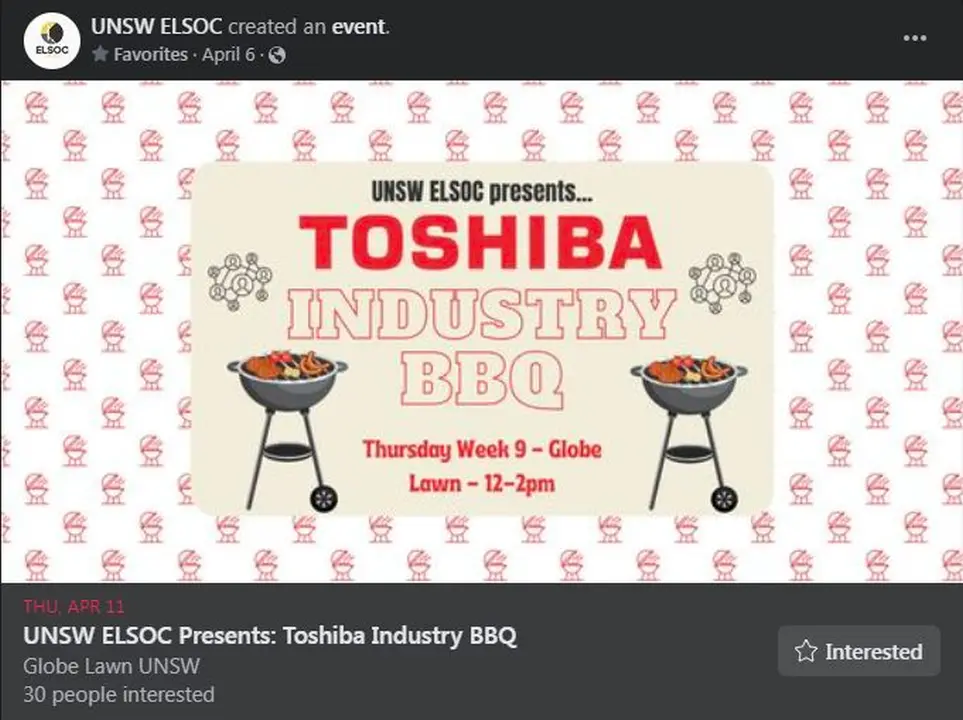 UNSW ELSOC created an event.
ELSOC
Favorites · April 6 ·
UNSW ELSOC presents...
TOSHIBA
INDUSTRY
BBQ
Thursday Week 9 - Globe
Lawn - 12-2pm
THU, APR 11
UNSW ELSOC Presents: Toshiba Industry BBQ
Globe Lawn UNSW
30 people interested
Interested